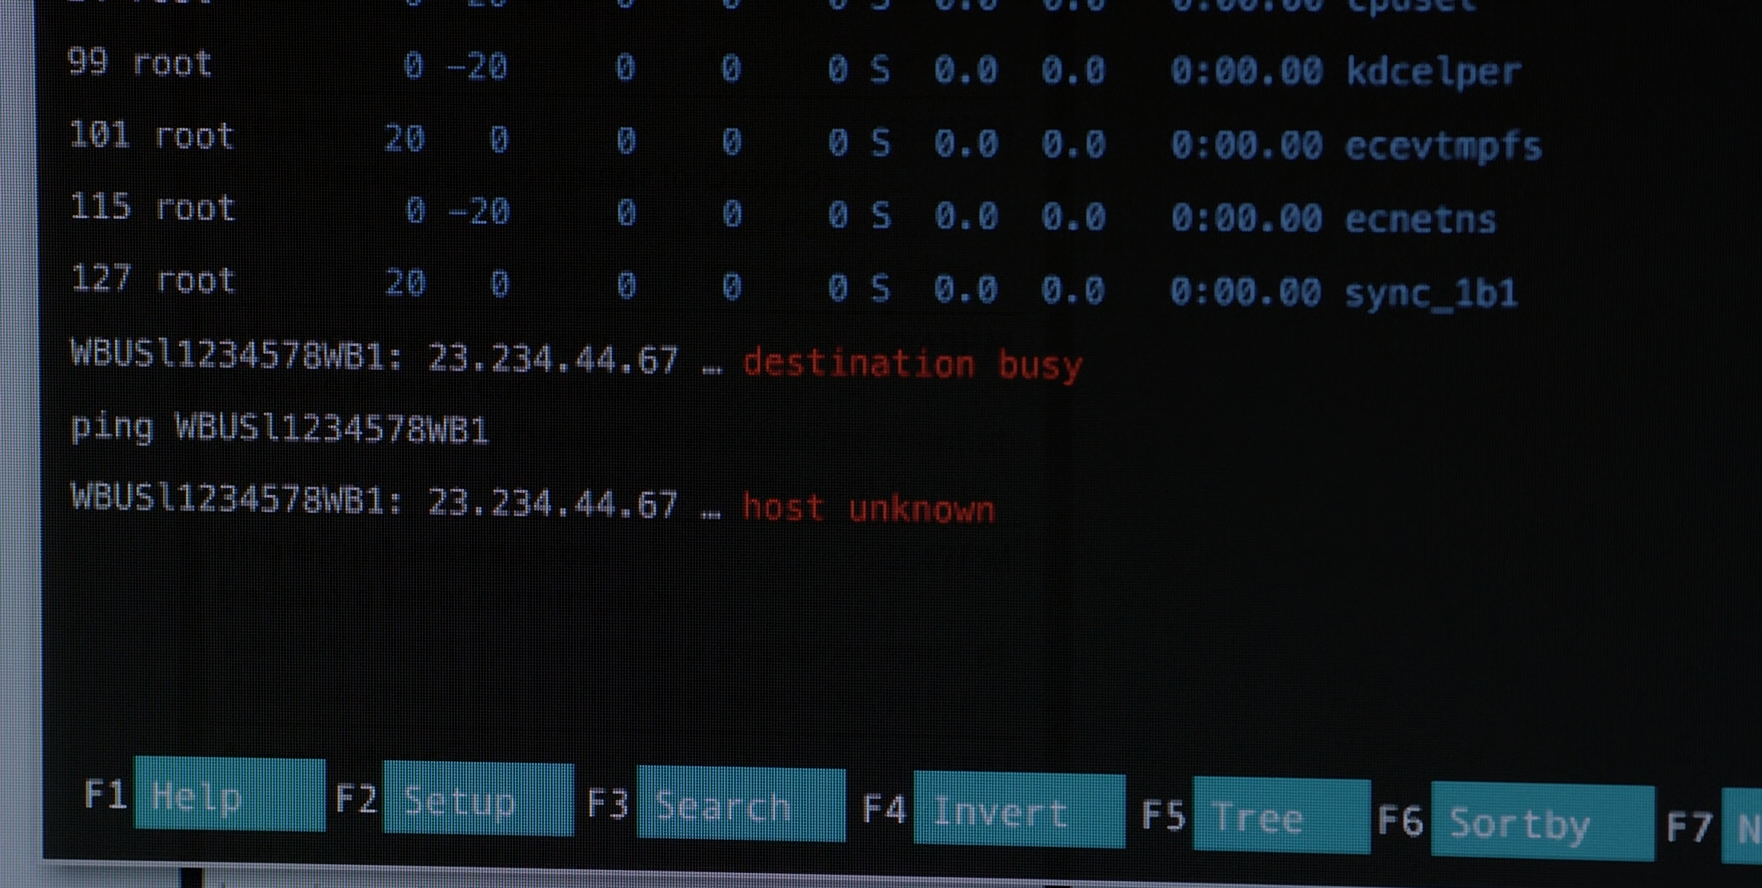 99 root 0 −20 0 0 0 S 0.0 0.0 0:00.00 kdcelper
101 root 20 0 0 0 0 S 0.0 0.0 0:00.00 ecevtmpfs
115 root 0 −20 0 0 0 S 0.0 0.0 0:00.00 ecnetns
127 root 20 0 0 0 0 S 0.0 0.0 0:00.00 sync_1b1
WBUSl1234578WB1: 23.234.44.67 … destination busy
ping WBUSl1234578WB1
WBUSl1234578WB1: 23.234.44.67 … host unknown
F1 Help F2 Setup F3 Search F4 Invert F5 Tree F6 Sortby F7 N